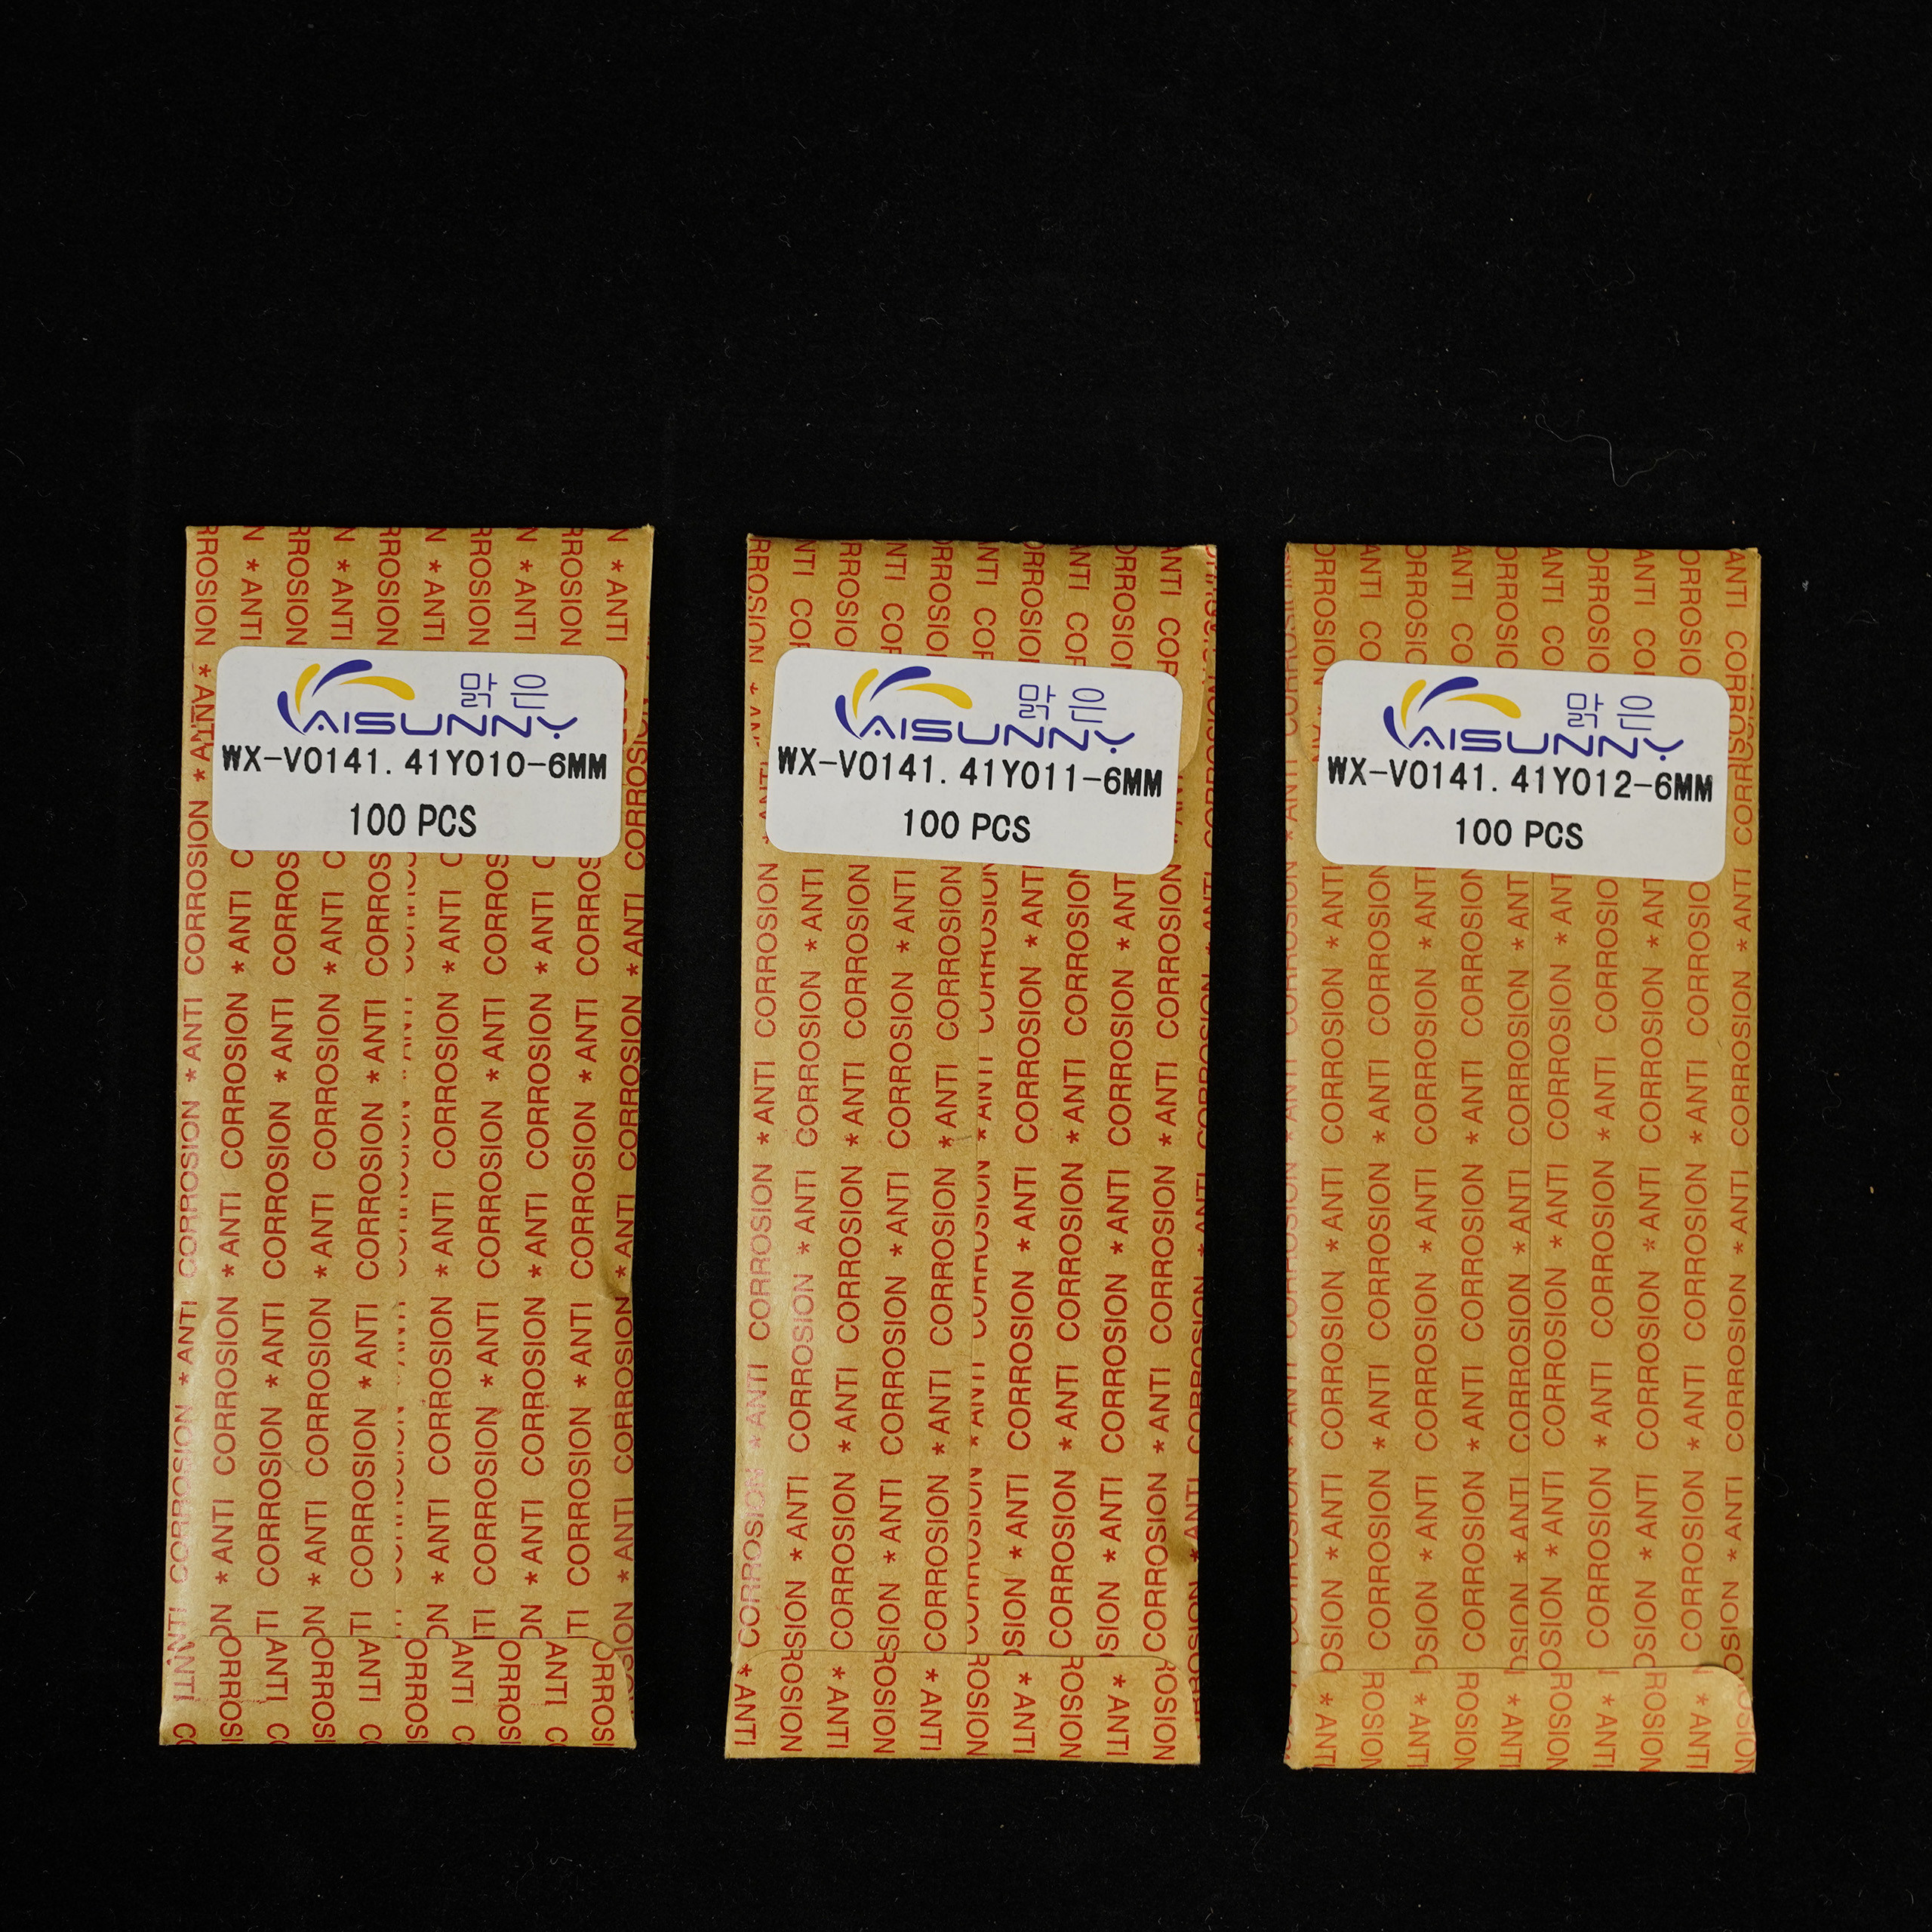 맑은
AISUNNY
WX-V0141.41Y010-6MM
100 PCS
맑은
AISUNNY
WX-V0141.41Y011-6MM
100 PCS
맑은
AISUNNY
WX-V0141.41Y012-6MM
100 PCS
*ANTI CORROSION *ANTI CORROSION *ANTI CORROSION